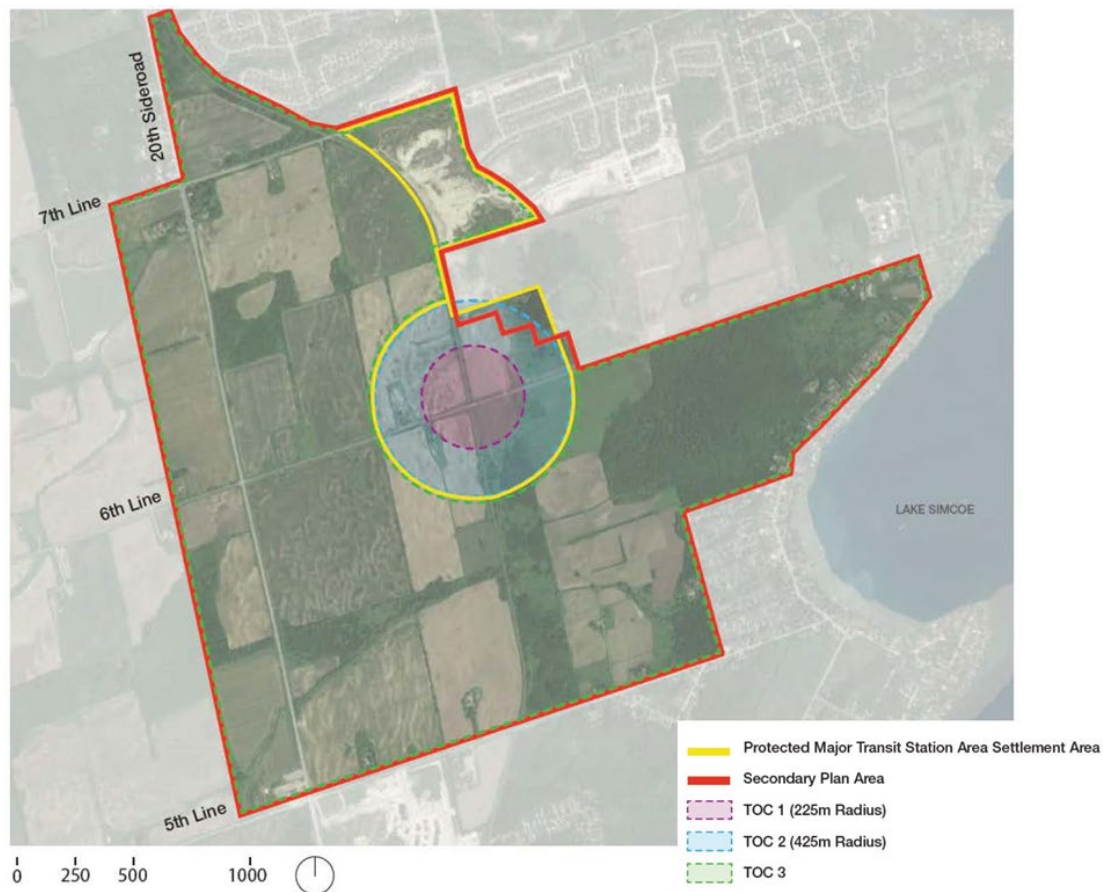 20th Sideroad
7th Line
6th Line
LAKE SIMCOE
5th Line
Protected Major Transit Station Area Settlement Area
Secondary Plan Area
TOC 1 (225m Radius)
TOC 2 (425m Radius)
TOC 3
0 250 500 1000